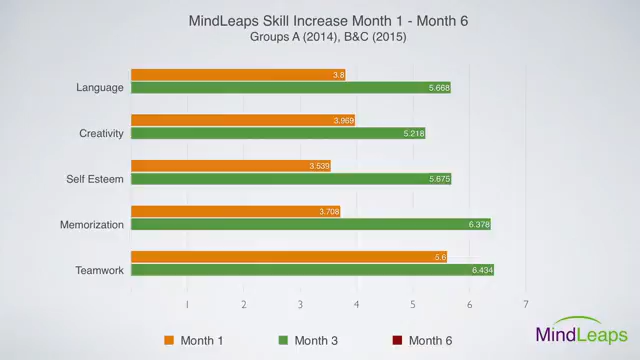 MindLeaps Skill Increase Month 1 - Month 6
Groups A (2014), B&C (2015)
Language
3.8
5.668
Creativity
3.969
5.218
Self Esteem
3.539
5.675
Memorization
3.708
6.378
Teamwork
5.6
6.434
1 2 3 4 5 6 7
Month 1 Month 3 Month 6
MindLeaps